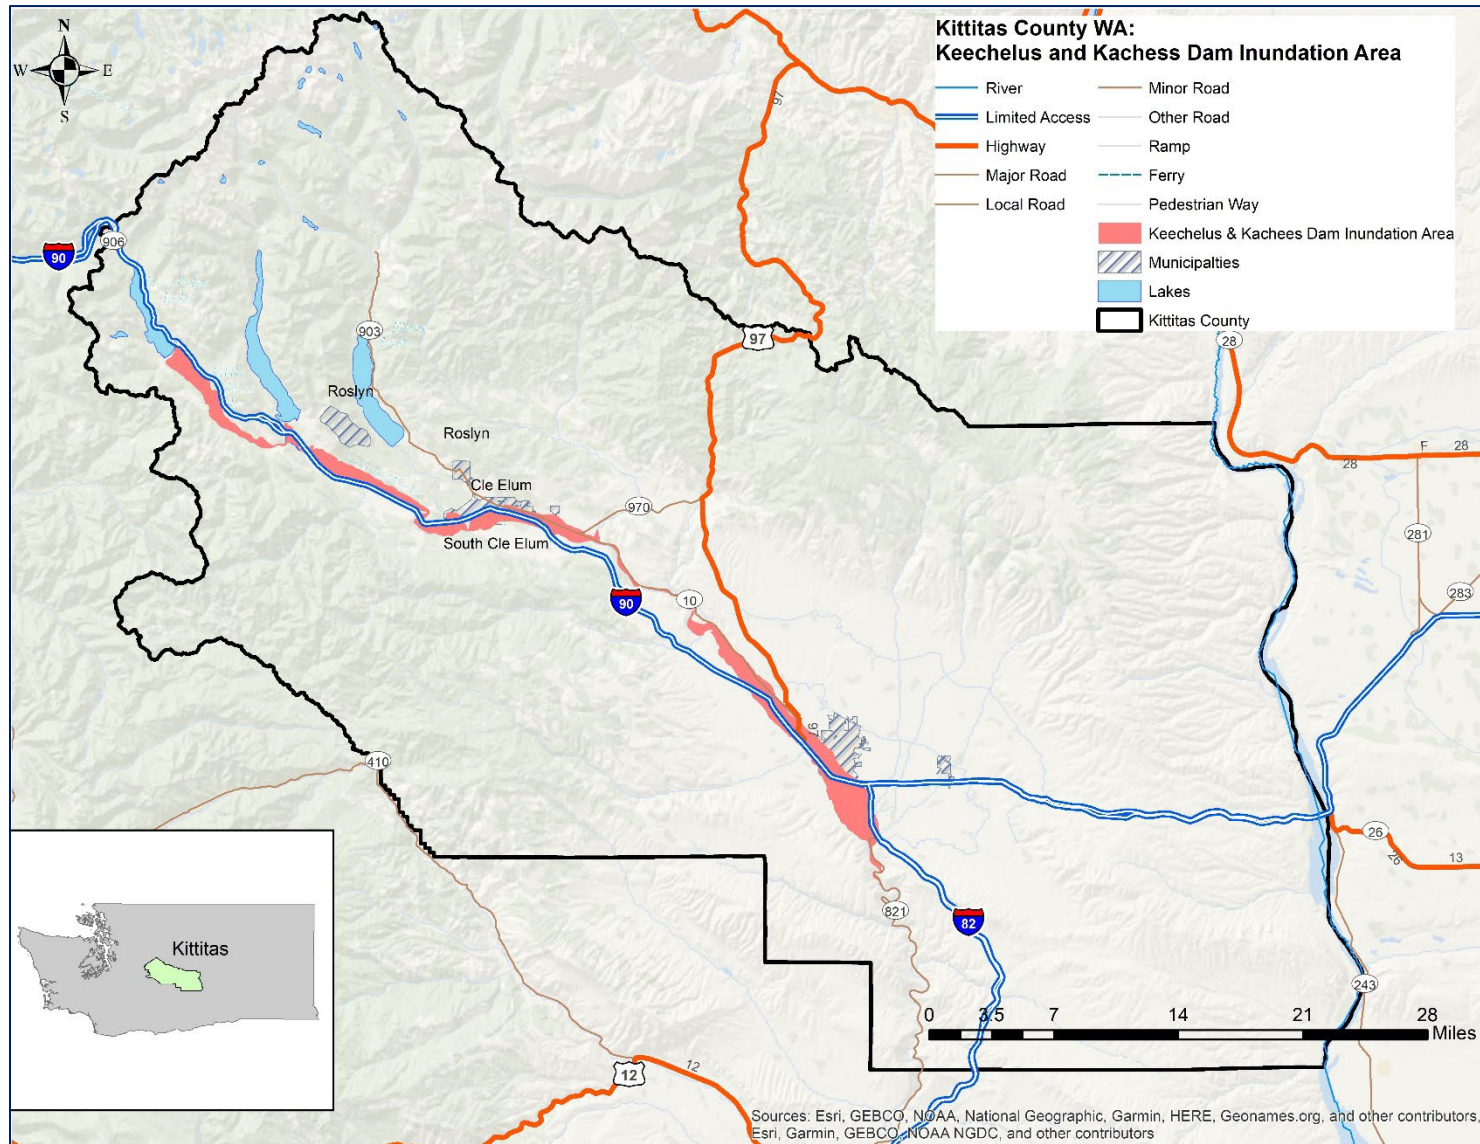 N
W
E
S
Kittitas County WA:
Keechelus and Kachess Dam Inundation Area
River
Limited Access
Highway
Major Road
Local Road
Minor Road
Other Road
Ramp
Ferry
Pedestrian Way
Keechelus & Kachees Dam Inundation Area
Municipalties
Lakes
Kittitas County
97
906
90
903
97
28
Roslyn
Roslyn
F
28
28
Cle Elum
970
281
South Cle Elum
90
10
283
97
410
26
26
13
821
82
Kittitas
243
0
3.5
7
14
21
28
Miles
12
12
Sources: Esri, GEBCO, NOAA, National Geographic, Garmin, HERE, Geonames.org, and other contributors,
Esri, Garmin, GEBCO, NOAA NGDC, and other contributors